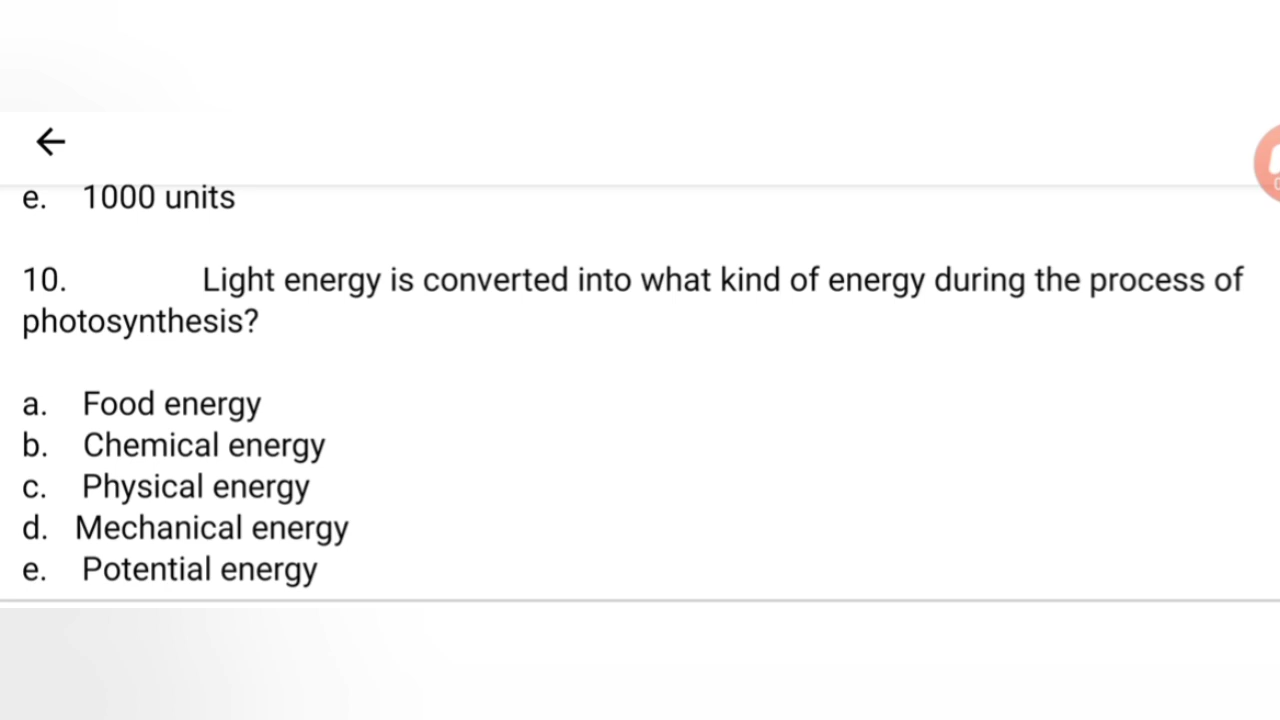 e. 1000 units
10. Light energy is converted into what kind of energy during the process of
photosynthesis?
a. Food energy
b. Chemical energy
c. Physical energy
d. Mechanical energy
e. Potential energy